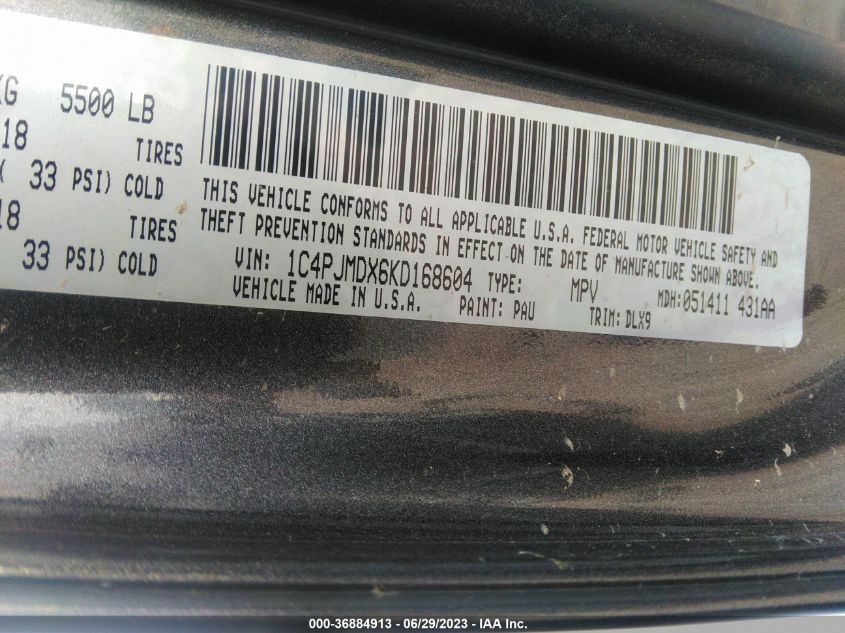 KG 5500 LB
18 TIRES
( 33 PSI) COLD
18 TIRES
33 PSI) COLD
THIS VEHICLE CONFORMS TO ALL APPLICABLE U.S.A. FEDERAL MOTOR VEHICLE SAFETY AND
THEFT PREVENTION STANDARDS IN EFFECT ON THE DATE OF MANUFACTURE SHOWN ABOVE.
VIN: 1C4PJMDX6KD168604 TYPE: MPV MDH:051411 431AA
VEHICLE MADE IN U.S.A. PAINT: PAU TRIM: DLX9
000-36884913 - 06/29/2023 - IAA Inc.